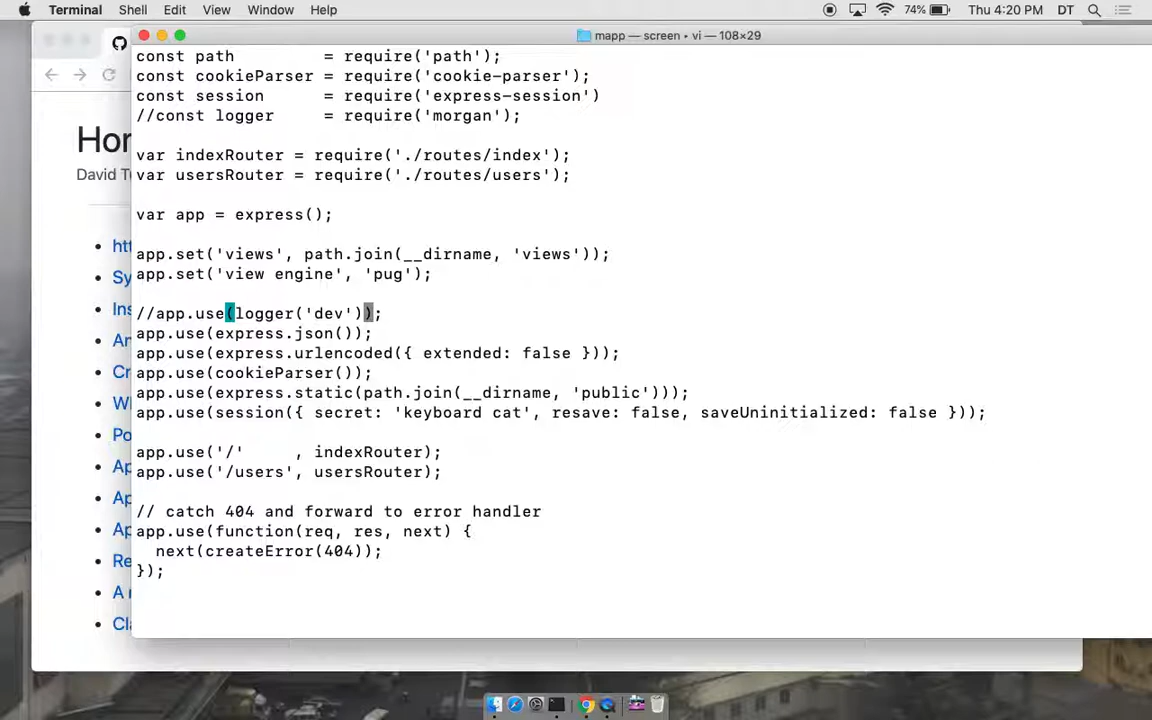 Terminal Shell Edit View Window Help 74% Thu 4:20 PM DT
mapp — screen • vi — 108×29
const path         = require('path');
const cookieParser = require('cookie-parser');
const session      = require('express-session')
//const logger     = require('morgan');
var indexRouter = require('./routes/index');
var usersRouter = require('./routes/users');
var app = express();
app.set('views', path.join(__dirname, 'views'));
app.set('view engine', 'pug');
//app.use(logger('dev'));
app.use(express.json());
app.use(express.urlencoded({ extended: false }));
app.use(cookieParser());
app.use(express.static(path.join(__dirname, 'public')));
app.use(session({ secret: 'keyboard cat', resave: false, saveUninitialized: false }));
app.use('/'     , indexRouter);
app.use('/users', usersRouter);
// catch 404 and forward to error handler
app.use(function(req, res, next) {
  next(createError(404));
});
David